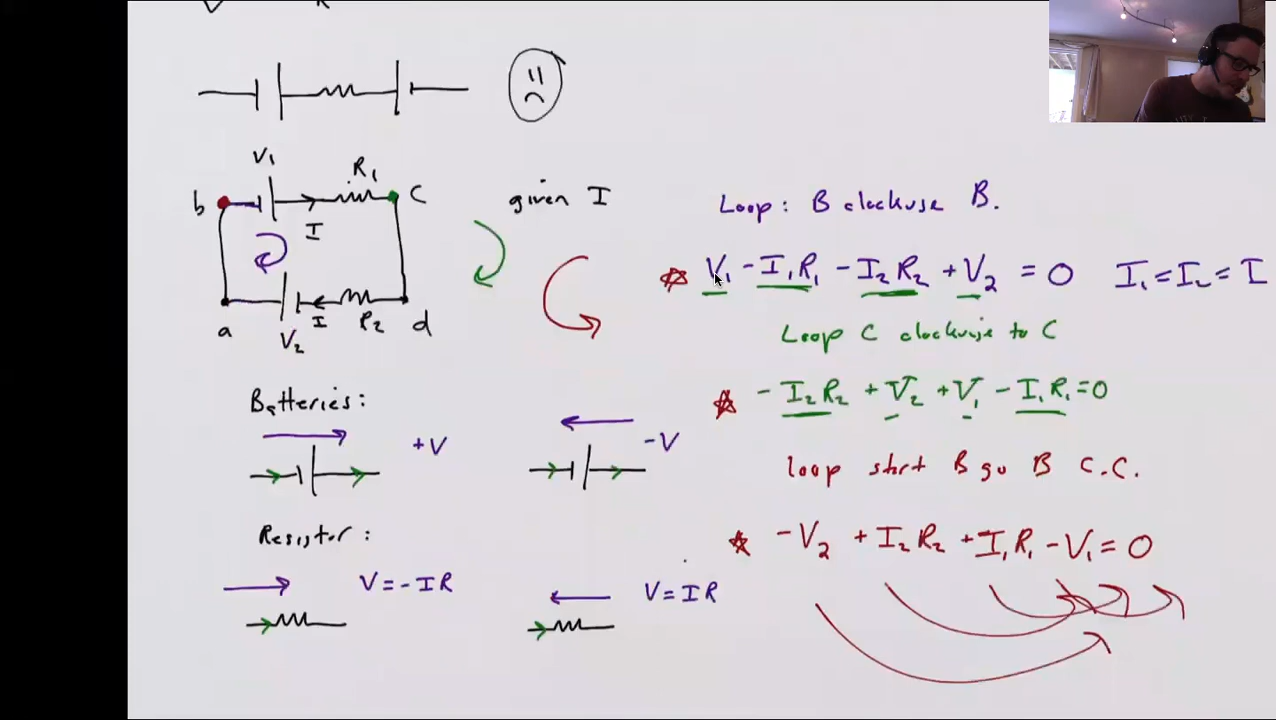 V₁
R₁
b
C
given I
I
Loop: B clockwise B.
V₁ - I₁R₁ - I₂R₂ + V₂ = 0 I₁ = I₂ = I
a
V₂
I
R₂
d
Loop C clockwise to C
Batteries:
- I₂R₂ + V₂ + V₁ - I₁R₁ = 0
+V
-V
loop start B go B C.C.
Resistor:
-V₂ + I₂R₂ + I₁R₁ - V₁ = 0
V = -IR
V = IR